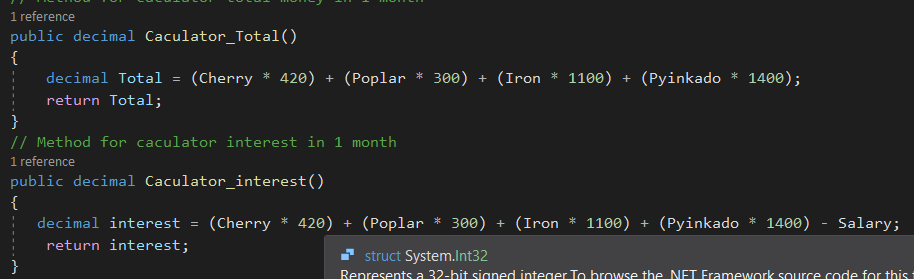 // Method for caculator total money in 1 month
1 reference
public decimal Caculator_Total()
{
decimal Total = (Cherry * 420) + (Poplar * 300) + (Iron * 1100) + (Pyinkado * 1400);
return Total;
}
// Method for caculator interest in 1 month
1 reference
public decimal Caculator_interest()
{
decimal interest = (Cherry * 420) + (Poplar * 300) + (Iron * 1100) + (Pyinkado * 1400) - Salary;
return interest;
}
struct System.Int32
Represents a 32-bit signed integer.To browse the .NET Framework source code for this